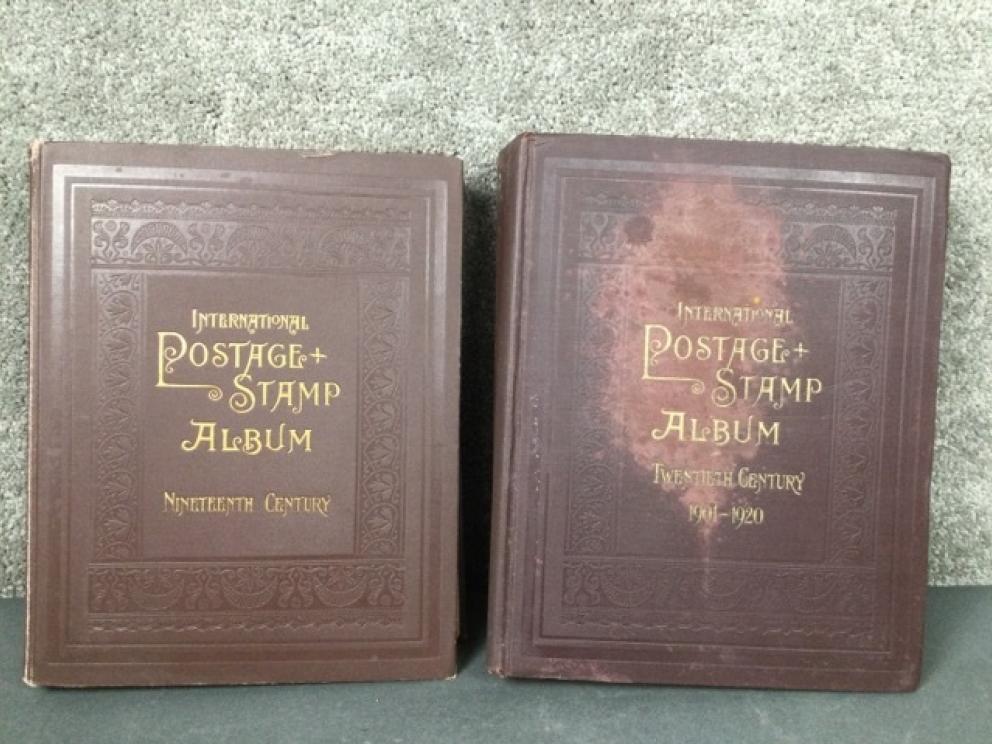 INTERNATIONAL
POSTAGE +
STAMP
ALBUM
NINETEENTH CENTURY
INTERNATIONAL
POSTAGE +
STAMP
ALBUM
TWENTIETH CENTURY
1901-1920